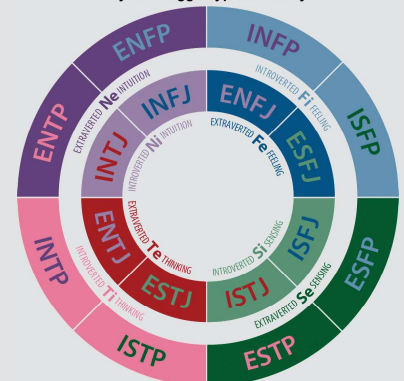 ENFP
INFP
ENTP
EXTRAVERTED Ne INTUITION
INTROVERTED Fi FEELING
ISFP
INFJ
ENFJ
INTJ
INTROVERTED Ni INTUITION
EXTRAVERTED Fe FEELING
ESFJ
ENTJ
EXTRAVERTED Te THINKING
INTROVERTED Si SENSING
ISFJ
INTP
INTROVERTED Ti THINKING
ESTJ
ISTJ
EXTRAVERTED Se SENSING
ESFP
ISTP
ESTP